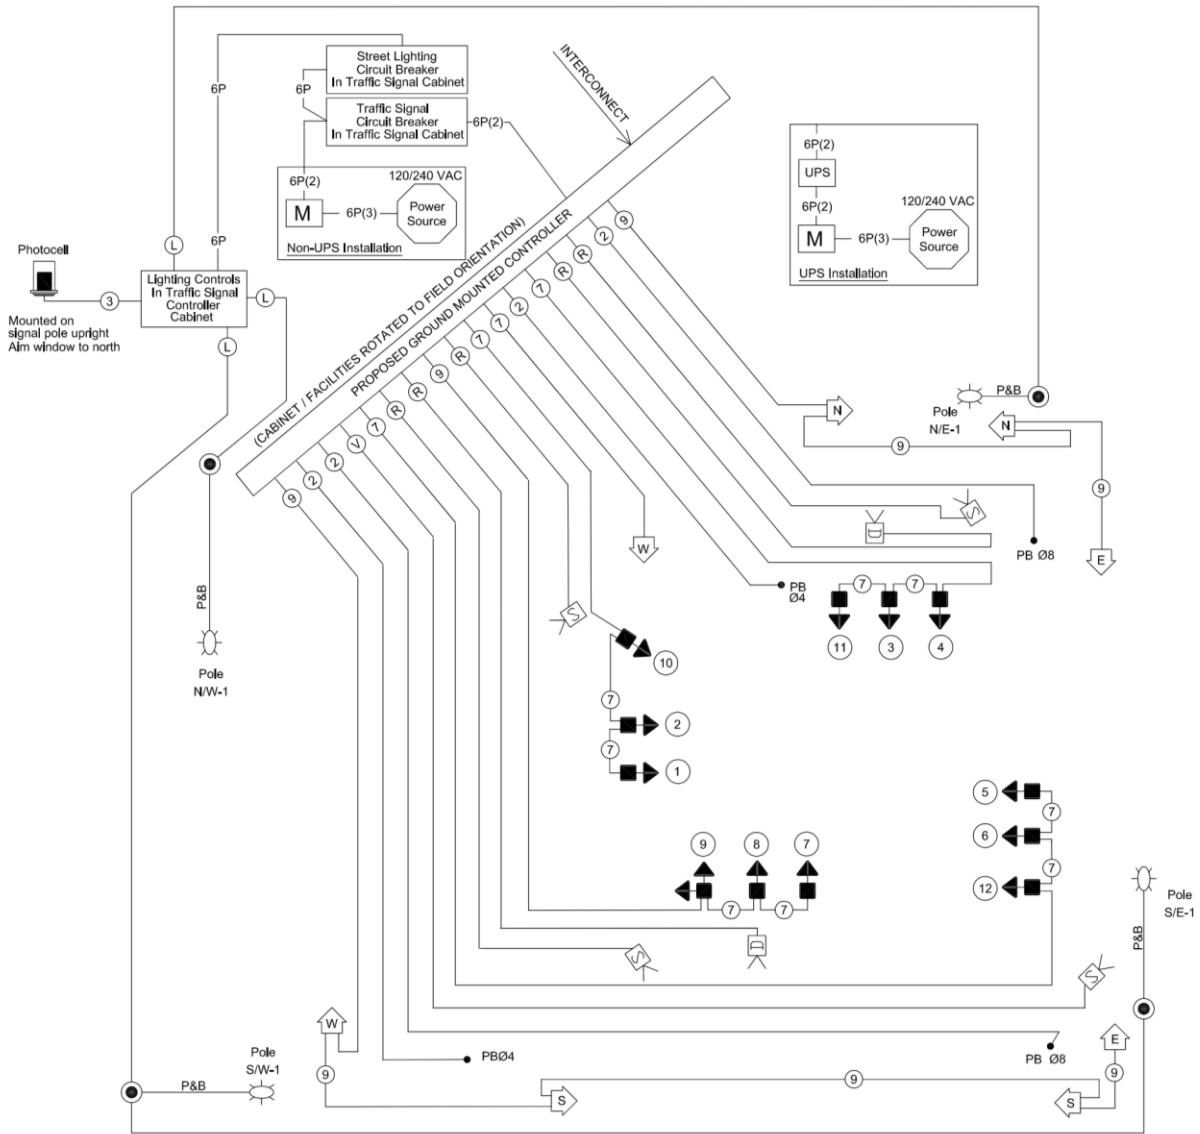 Street Lighting
Circuit Breaker
In Traffic Signal Cabinet
Traffic Signal
Circuit Breaker
In Traffic Signal Cabinet
6P
6P
6P(2)
INTERCONNECT
6P(2)
120/240 VAC
M
6P(3)
Power
Source
Non-UPS Installation
6P(2)
UPS
6P(2)
120/240 VAC
M
6P(3)
Power
Source
UPS Installation
L
6P
Photocell
3
Lighting Controls
In Traffic Signal
Controller
Cabinet
L
L
Mounted on
signal pole upright
Aim window to north
(CABINET / FACILITIES ROTATED TO FIELD ORIENTATION)
PROPOSED GROUND MOUNTED CONTROLLER
9
2
R
R
7
2
7
7
R
9
R
R
7
V
2
2
9
P&B
Pole
N/E-1
N
N
9
9
E
S
D
PB Ø8
W
PB
Ø4
7
7
11
3
4
P&B
Pole
N/W-1
S
10
7
2
7
1
5
7
6
7
12
9
8
7
7
7
D
S
S
Pole
S/E-1
P&B
W
PBØ4
PB Ø8
E
Pole
S/W-1
P&B
9
9
9
S
S